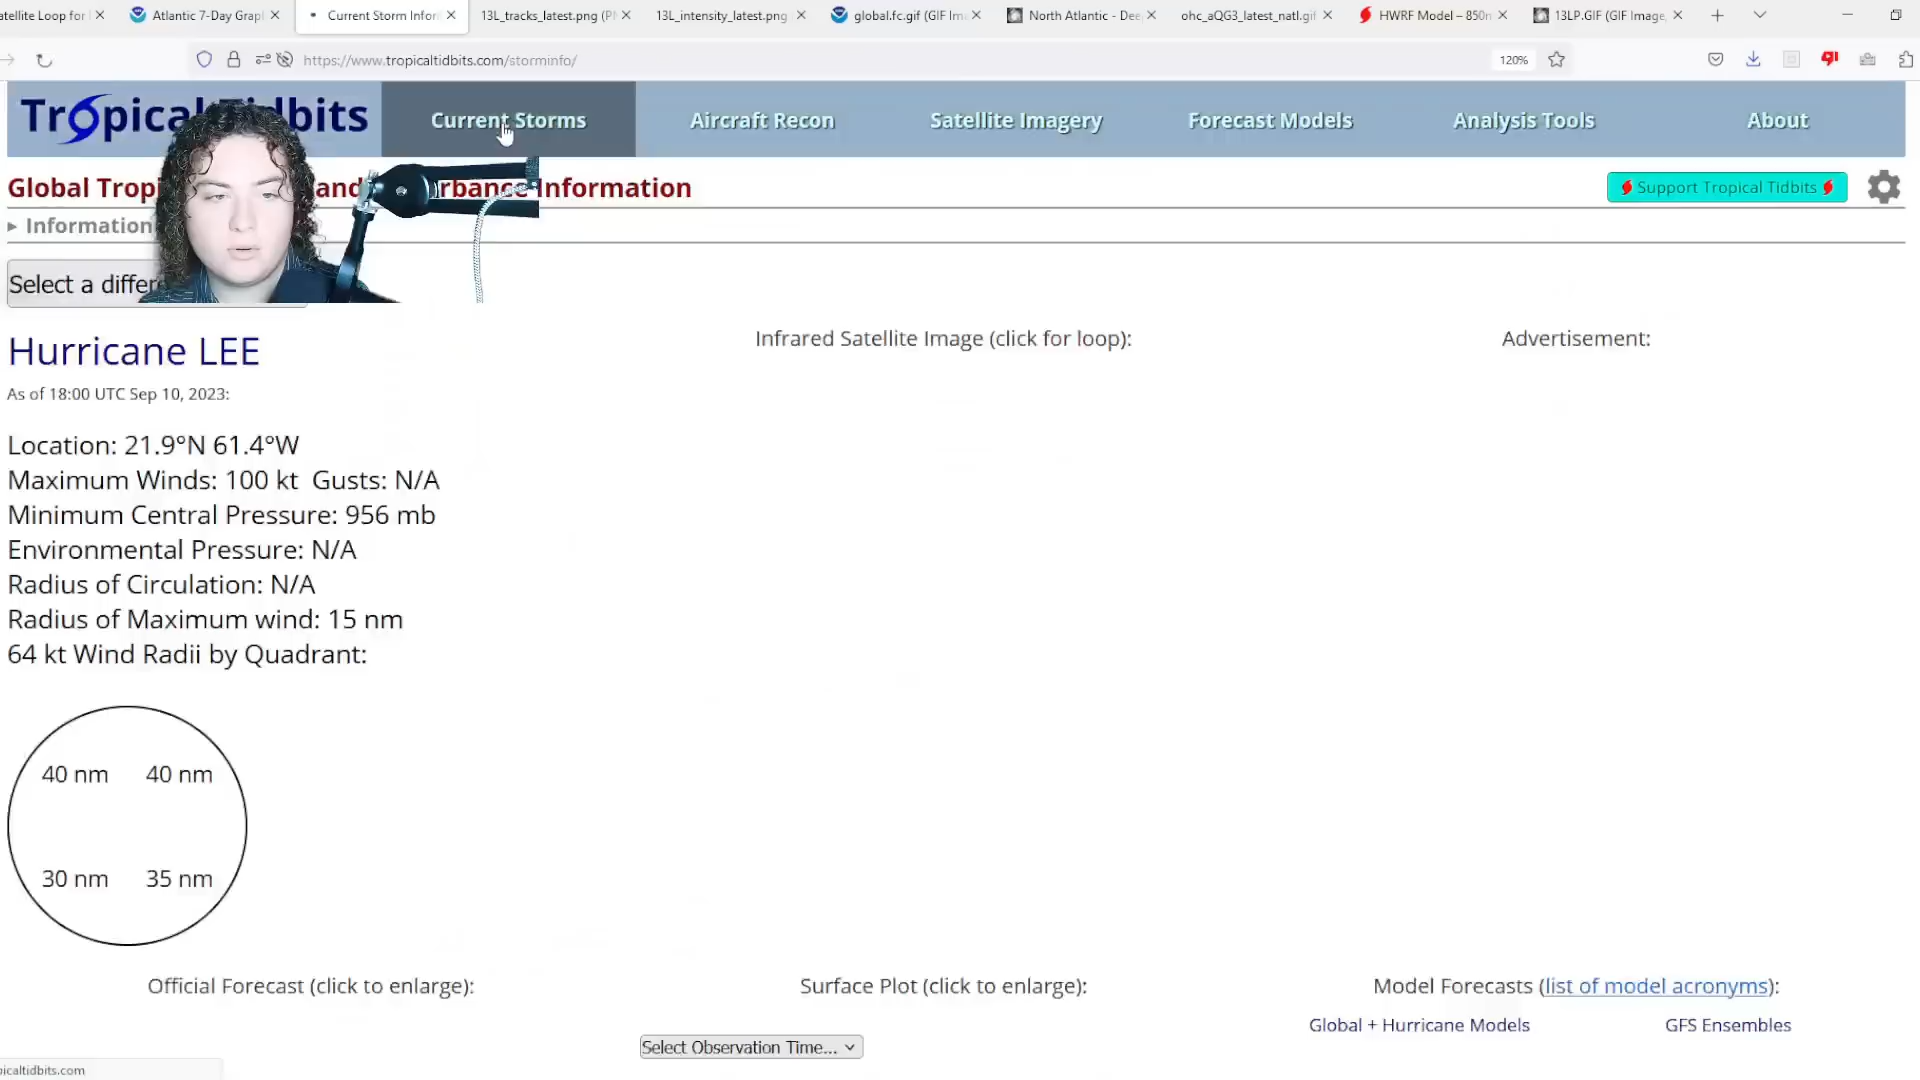 atellite Loop for
Atlantic 7-Day Grap
Current Storm Infor
13L_tracks_latest.png (P
13L_intensity_latest.png
global.fc.gif (GIF Im
North Atlantic - Dee
ohc_aQG3_latest_natl.gif
HWRF Model – 850
13LP.GIF (GIF Image,
https://www.tropicaltidbits.com/storminfo/
120%
Current Storms
Aircraft Recon
Satellite Imagery
Forecast Models
Analysis Tools
About
Global Tropi and rbance Information
Support Tropical Tidbits
Information
Select a differ
Hurricane LEE
As of 18:00 UTC Sep 10, 2023:
Infrared Satellite Image (click for loop):
Advertisement:
Location: 21.9°N 61.4°W
Maximum Winds: 100 kt Gusts: N/A
Minimum Central Pressure: 956 mb
Environmental Pressure: N/A
Radius of Circulation: N/A
Radius of Maximum wind: 15 nm
64 kt Wind Radii by Quadrant:
40 nm 40 nm
30 nm 35 nm
Official Forecast (click to enlarge):
Surface Plot (click to enlarge):
Model Forecasts (list of model acronyms):
Global + Hurricane Models
GFS Ensembles
Select Observation Time...
picaltidbits.com